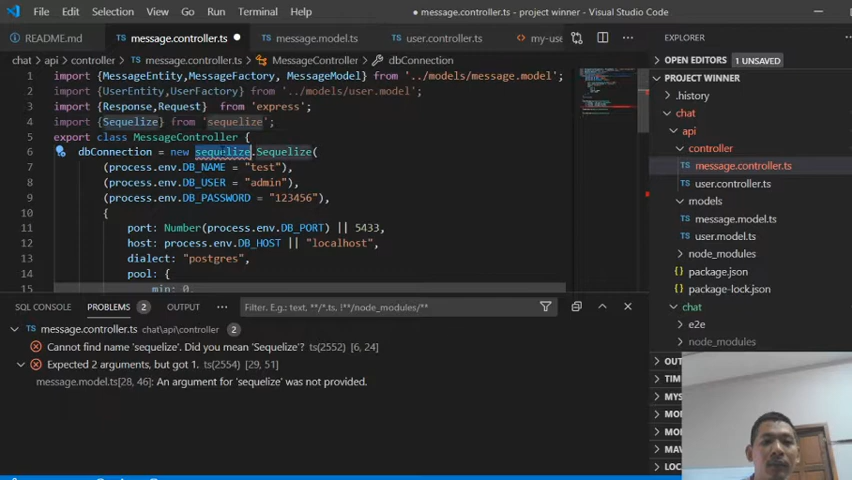 File Edit Selection View Go Run Terminal Help
message.controller.ts - project winner - Visual Studio Code
README.md
TS message.controller.ts
TS message.model.ts
TS user.controller.ts
my-use
chat > api > controller > TS message.controller.ts > MessageController > dbConnection
1 import {MessageEntity,MessageFactory, MessageModel} from '../models/message.model';
2 import {UserEntity,UserFactory} from '../models/user.model';
3 import {Response,Request} from 'express';
4 import {Sequelize} from 'sequelize';
5 export class MessageController {
6 dbConnection = new sequelize.Sequelize(
7 (process.env.DB_NAME = "test"),
8 (process.env.DB_USER = "admin"),
9 (process.env.DB_PASSWORD = "123456"),
10 {
11 port: Number(process.env.DB_PORT) || 5433,
12 host: process.env.DB_HOST || "localhost",
13 dialect: "postgres",
14 pool: {
15 min: 0,
SQL CONSOLE PROBLEMS 2 OUTPUT ... Filter. E.g.: text, **/*.ts, !**/node_modules/**
message.controller.ts chat\api\controller 2
Cannot find name 'sequelize'. Did you mean 'Sequelize'? ts(2552) [6, 24]
Expected 2 arguments, but got 1. ts(2554) [29, 51]
message.model.ts[28, 46]: An argument for 'sequelize' was not provided.
EXPLORER
OPEN EDITORS 1 UNSAVED
PROJECT WINNER
.history
chat
api
controller
TS message.controller.ts
TS user.controller.ts
models
TS message.model.ts
TS user.model.ts
node_modules
{} package.json
{} package-lock.json
chat
e2e
node_modules
OUT
TIM
MYS
MO
MO
MAV
LOC